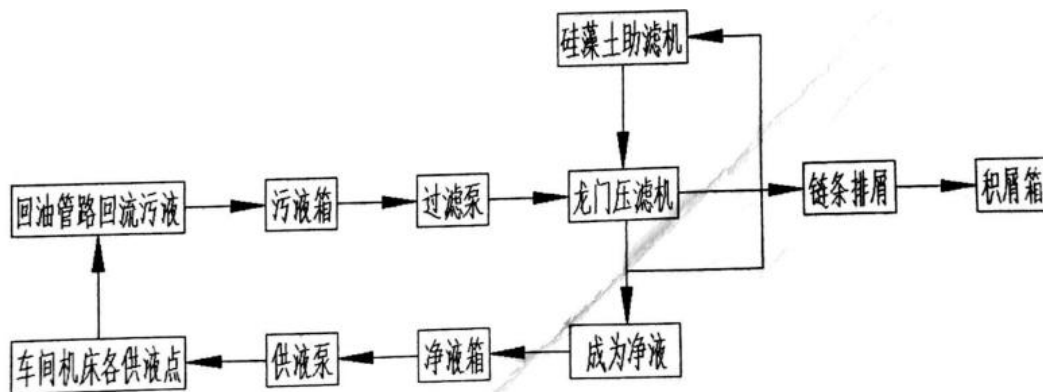 硅藻土助滤机
回油管路回流污液
污液箱
过滤泵
龙门压滤机
链条排屑
积屑箱
车间机床各供液点
供液泵
净液箱
成为净液